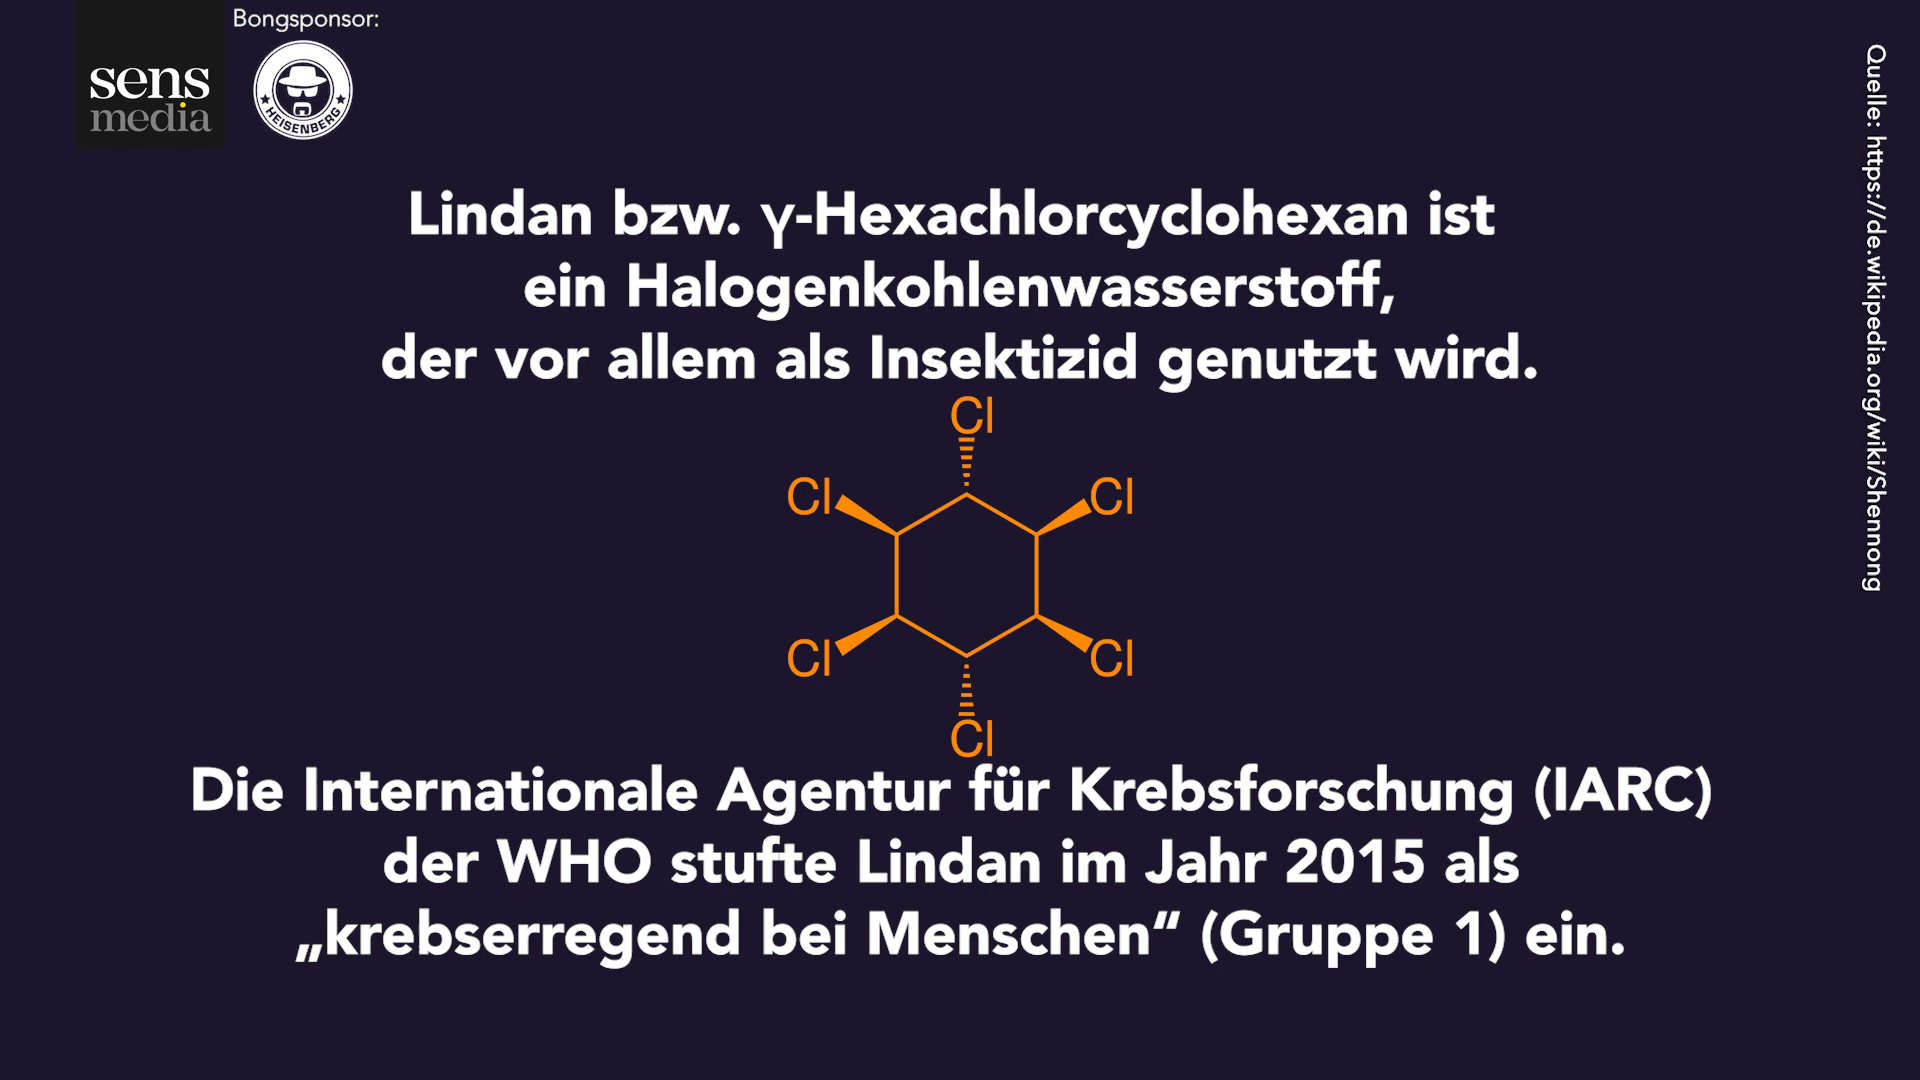 Bongsponsor:
sens
media
HEISENBERG
Quelle: https://de.wikipedia.org/wiki/Shennong
Lindan bzw. γ-Hexachlorcyclohexan ist
ein Halogenkohlenwasserstoff,
der vor allem als Insektizid genutzt wird.
Cl
Cl Cl
Cl Cl
Cl
Die Internationale Agentur für Krebsforschung (IARC)
der WHO stufte Lindan im Jahr 2015 als
„krebserregend bei Menschen“ (Gruppe 1) ein.